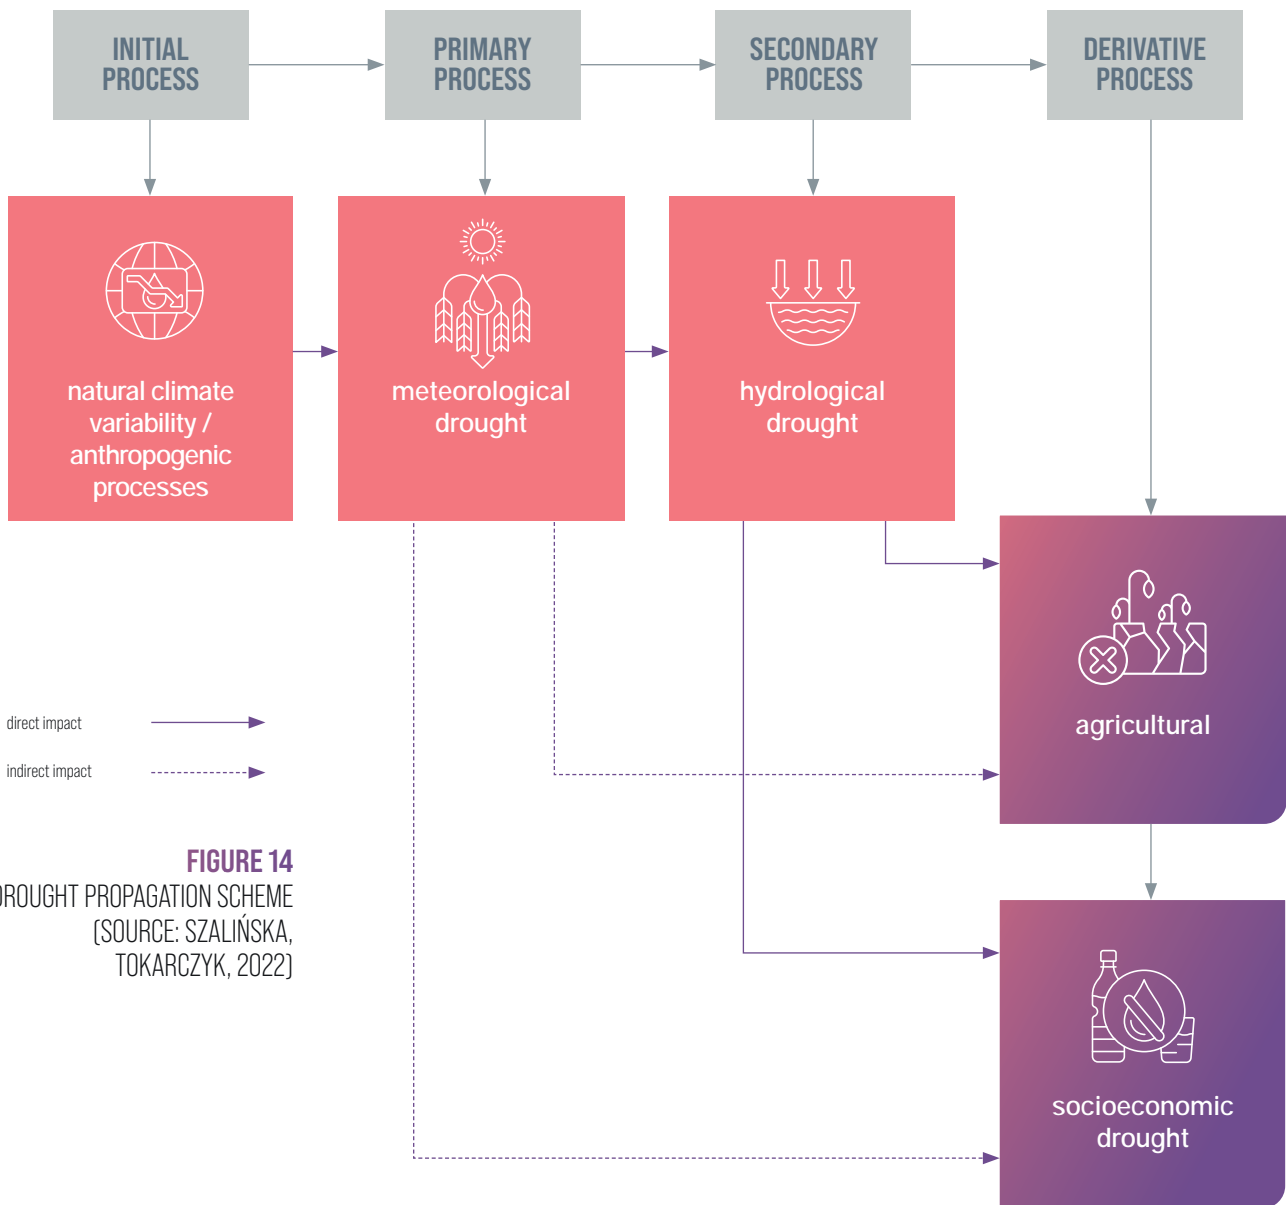 INITIAL
PROCESS
PRIMARY
PROCESS
SECONDARY
PROCESS
DERIVATIVE
PROCESS
natural climate
variability /
anthropogenic
processes
meteorological
drought
hydrological
drought
agricultural
direct impact
indirect impact
FIGURE 14
DROUGHT PROPAGATION SCHEME
(SOURCE: SZALIŃSKA,
TOKARCZYK, 2022)
socioeconomic
drought